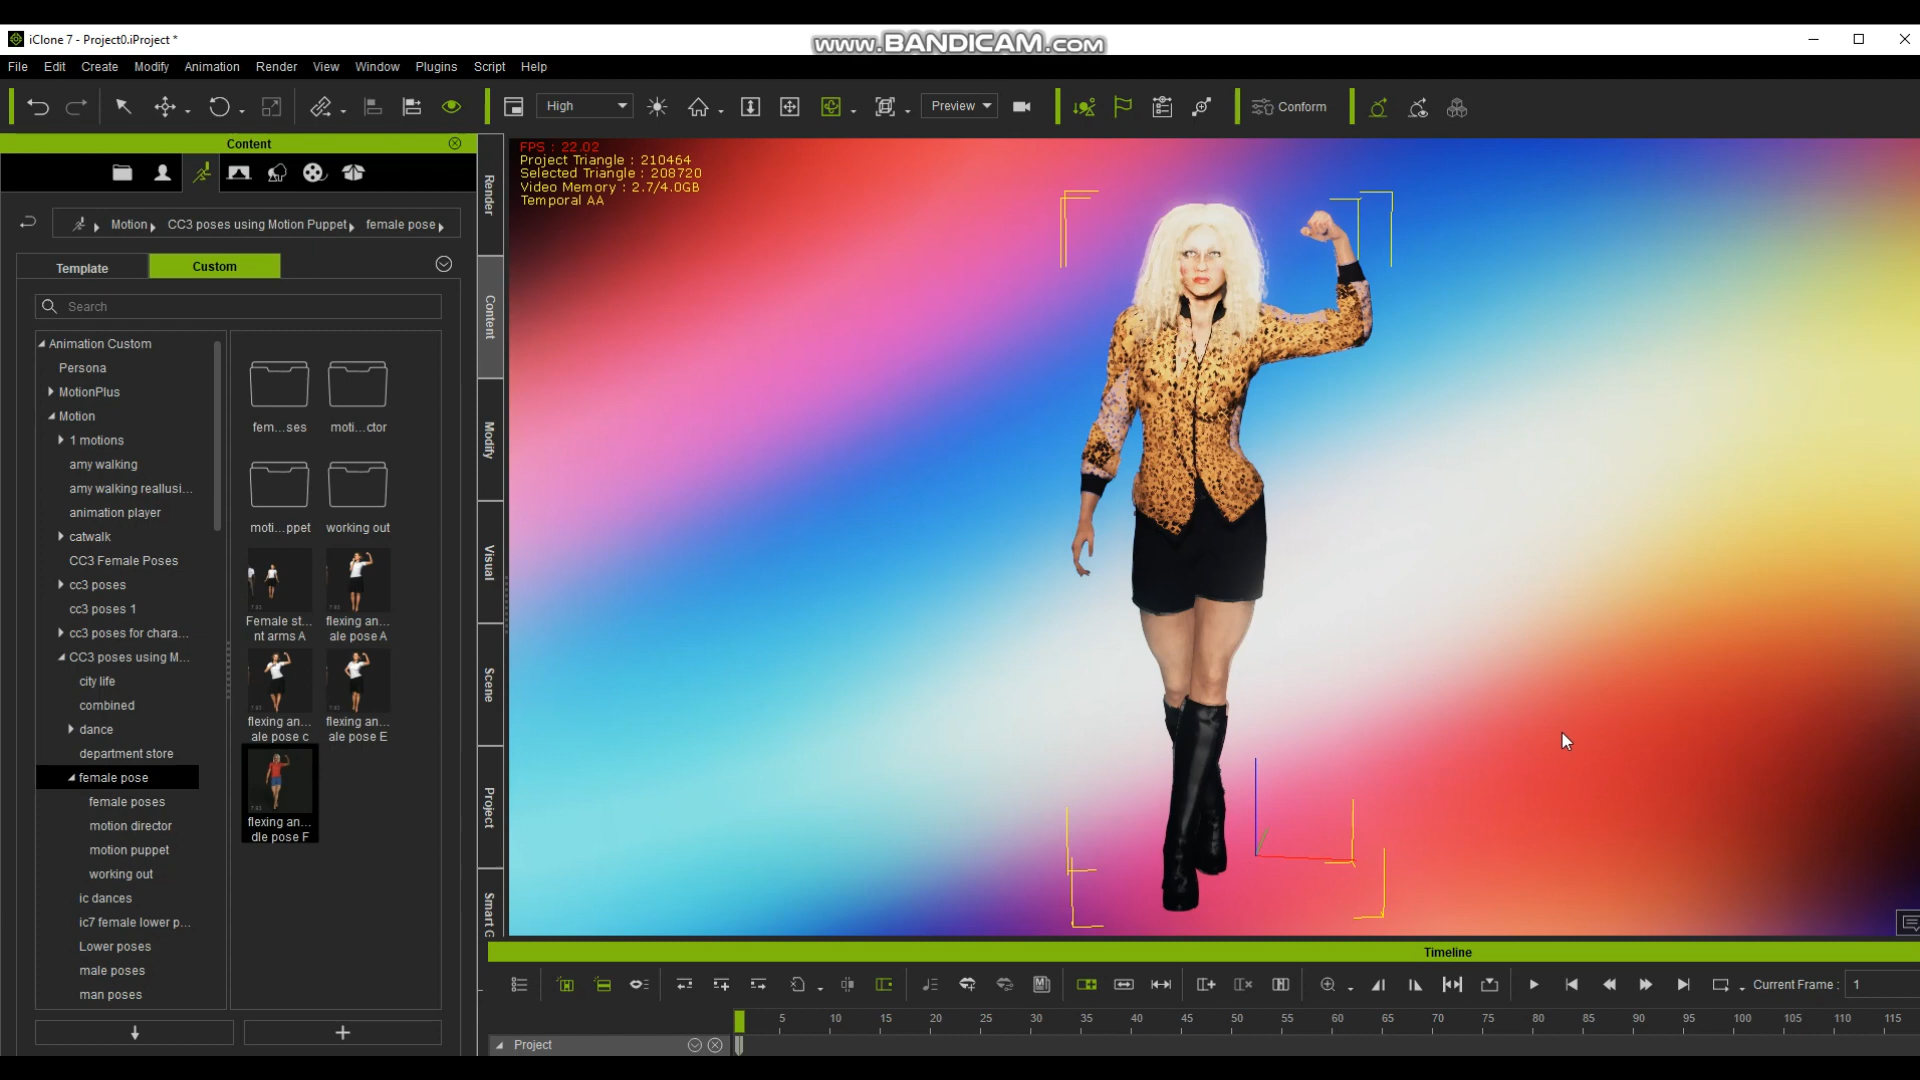 iClone 7 - Project0.iProject *
www.BANDICAM.com
File Edit Create Modify Animation Render View Window Plugins Script Help
High
Preview
Conform
Content
Motion CC3 poses using Motion Puppet female pose
Template
Custom
Search
Animation Custom
Persona
MotionPlus
Motion
1 motions
amy walking
amy walking reallusi...
animation player
catwalk
CC3 Female Poses
cc3 poses
cc3 poses 1
cc3 poses for chara...
CC3 poses using M...
city life
combined
dance
department store
female pose
female poses
motion director
motion puppet
working out
ic dances
ic7 female lower p...
Lower poses
male poses
man poses
fem...ses
moti...ctor
moti...ppet
working out
Female st...
nt arms A
flexing an...
ale pose A
flexing an...
ale pose c
flexing an...
ale pose E
flexing an...
dle pose F
Render
Content
Modify
Visual
Scene
Project
Smart G
FPS : 22.02
Project Triangle : 210464
Selected Triangle : 208720
Video Memory : 2.7/4.0GB
Temporal AA
Timeline
Current Frame : 1
5 10 15 20 25 30 35 40 45 50 55 60 65 70 75 80 85 90 95 100 105 110 115
Project